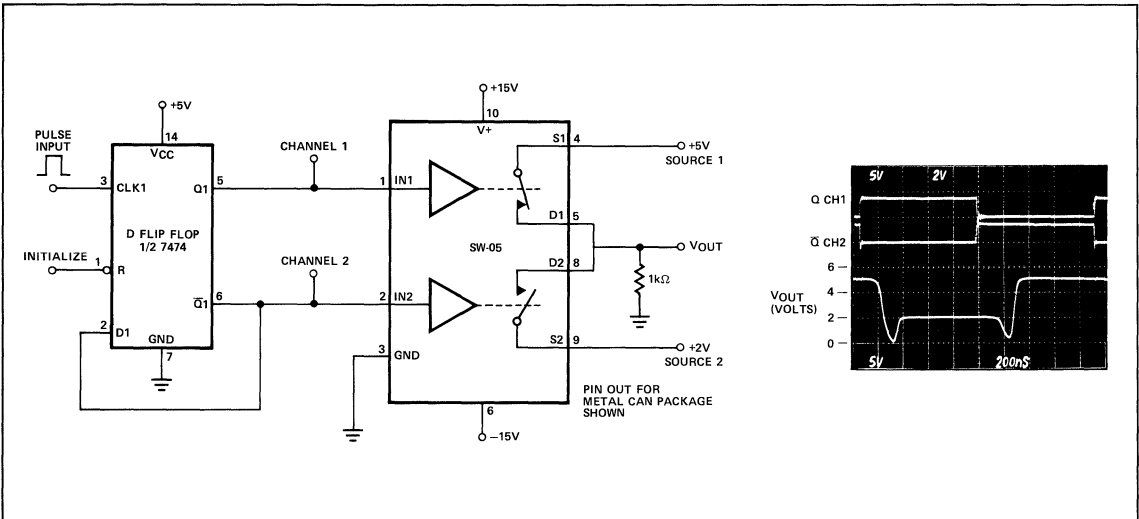 +5V
14
VCC
PULSE
INPUT
3
CLK1
Q1
5
D FLIP FLOP
1/2 7474
INITIALIZE
1
R
Q̅1
6
2
D1
GND
7
CHANNEL 1
CHANNEL 2
+15V
10
V+
1
IN1
2
IN2
3
GND
SW-05
S1
4
+5V
SOURCE 1
D1
5
VOUT
D2
8
1kΩ
S2
9
+2V
SOURCE 2
6
−15V
PIN OUT FOR
METAL CAN PACKAGE
SHOWN
5V 2V
Q CH1
Q̅ CH2
6
4
2
0
VOUT
(VOLTS)
5V 200nS